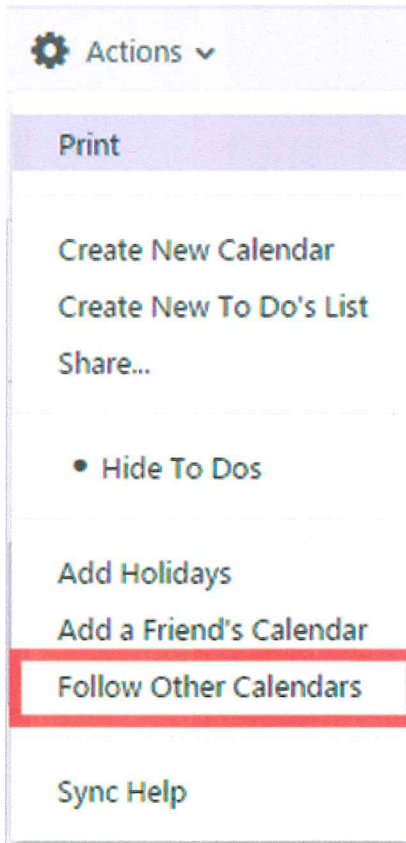 Actions
Print
Create New Calendar
Create New To Do's List
Share...
• Hide To Dos
Add Holidays
Add a Friend's Calendar
Follow Other Calendars
Sync Help